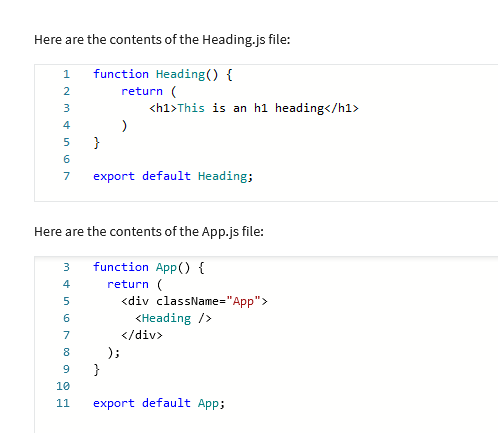 Here are the contents of the Heading.js file:
1 function Heading() {
2     return (
3         <h1>This is an h1 heading</h1>
4     )
5 }
6
7 export default Heading;
Here are the contents of the App.js file:
3 function App() {
4   return (
5     <div className="App">
6       <Heading />
7     </div>
8   );
9 }
10
11 export default App;